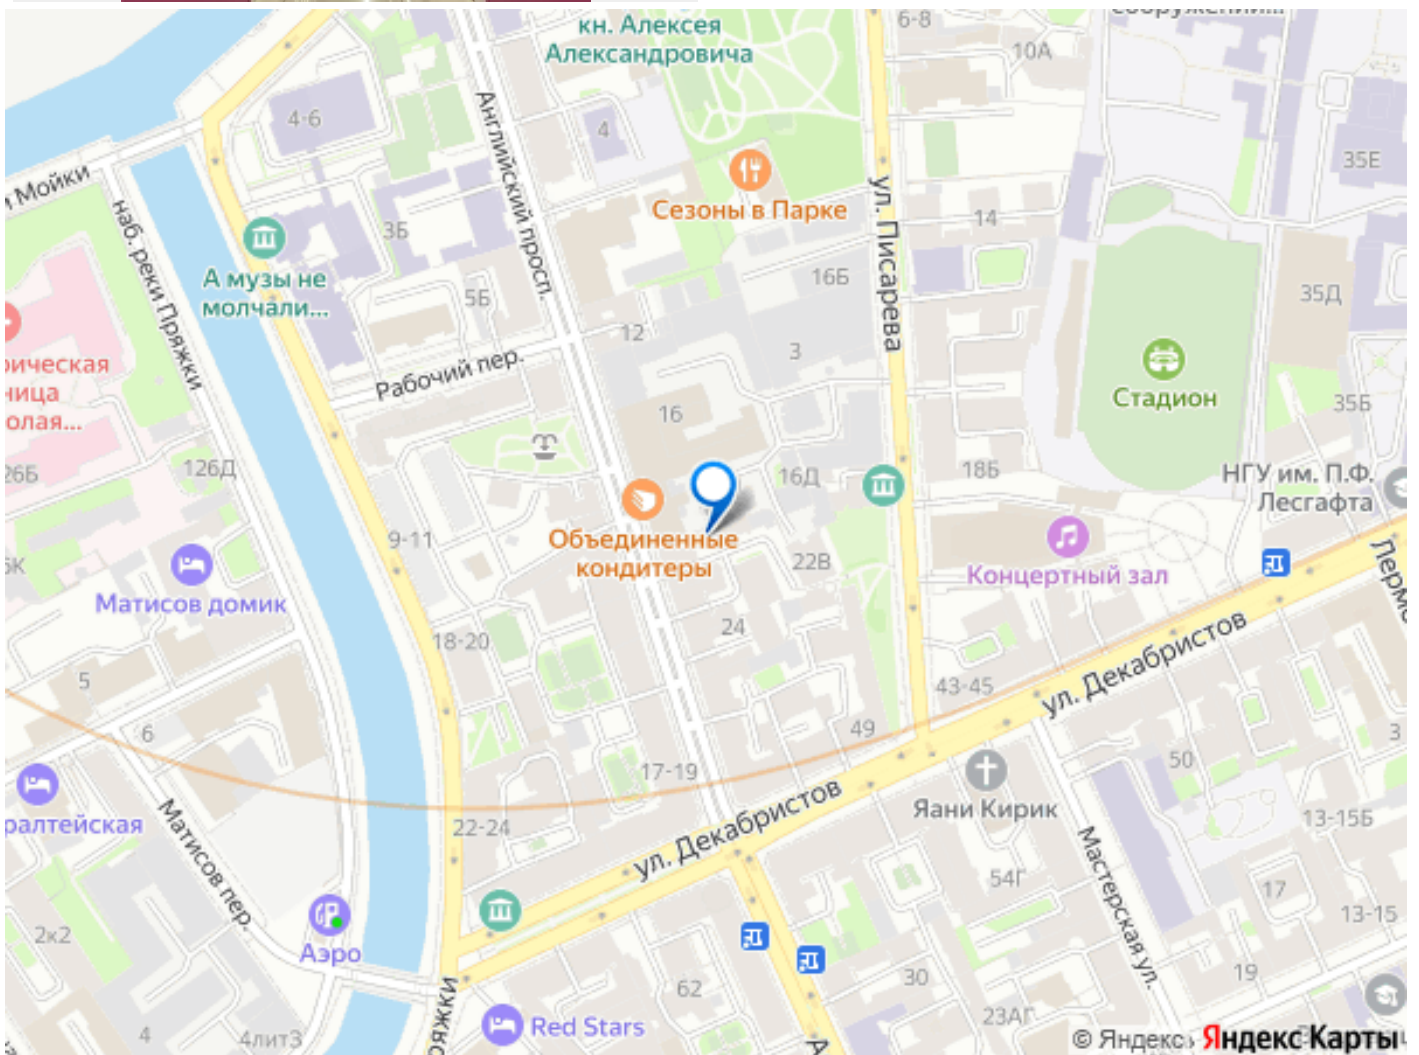 кн. Алексея
Александровича
6-8
10А
4-6
4
Английский просп.
35Е
Мойки
наб. реки Пряжки
Сезоны в Парке
ул. Писарева
14
3Б
А музы не
молчали...
16Б
5Б
35Д
12
3
Рабочий пер.
Стадион
16
35Б
126Д
16Д
18Б
НГУ им. П.Ф.
Лесгафта
9-11
Объединенные
кондитеры
22В
Концертный зал
Матисов домик
24
18-20
ул. Декабристов
5
43-45
6
49
50
3
17-19
Яани Кирик
22-24
ул. Декабристов
13-15Б
Матисов пер.
Мастерская ул.
54Г
17
13-15
2к2
Аэро
62
30
19
23АГ
4
4литЗ
Red Stars
© Яндекс
Яндекс Карты